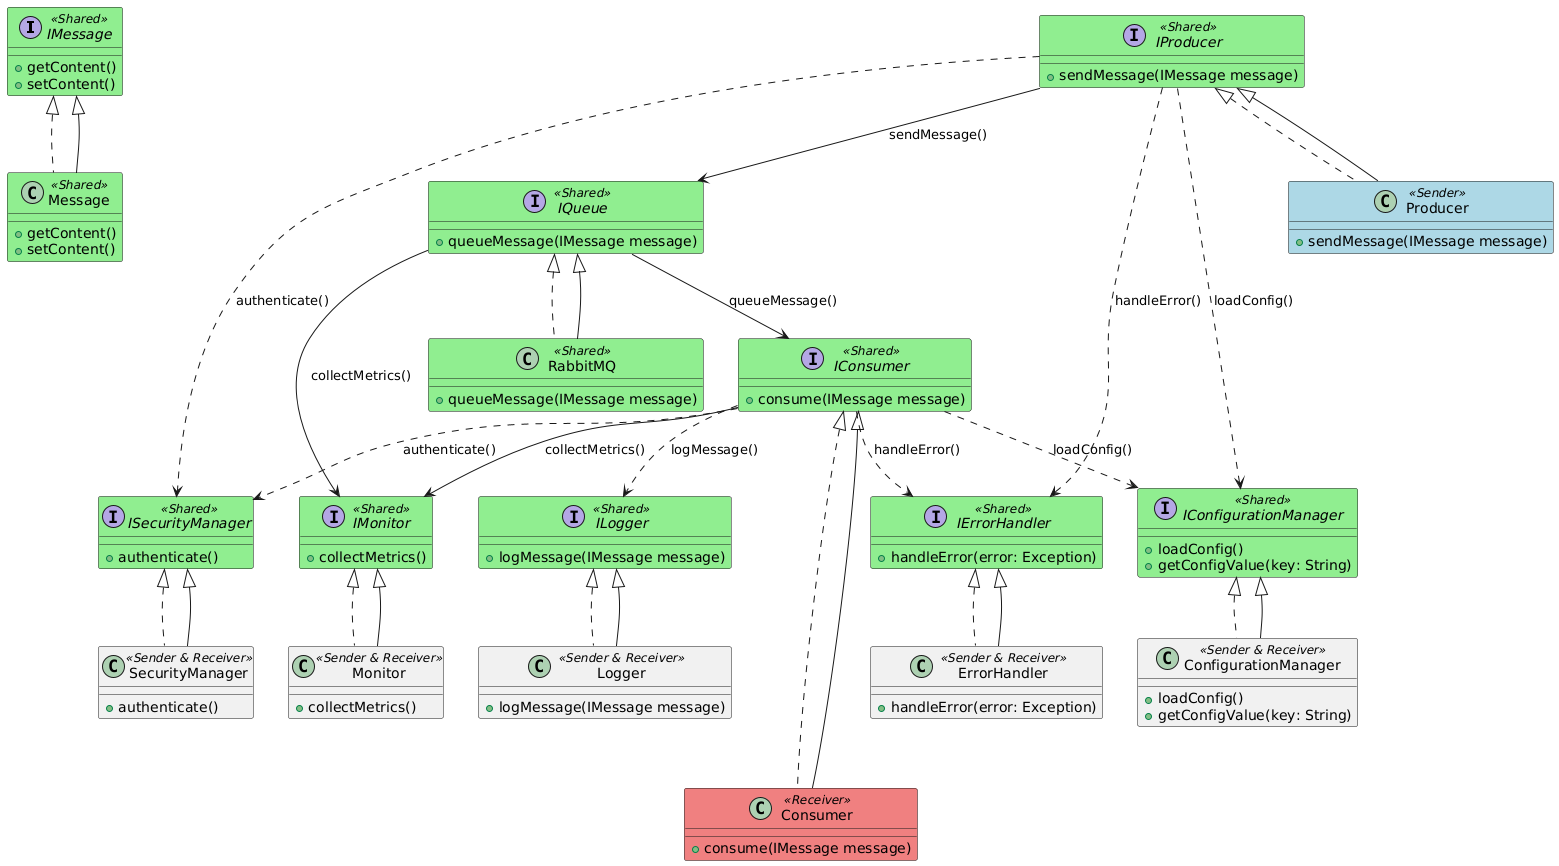 I
«Shared»
IMessage
getContent()
setContent()
I
«Shared»
IProducer
sendMessage(IMessage message)
sendMessage()
C
«Shared»
Message
getContent()
setContent()
I
«Shared»
IQueue
queueMessage(IMessage message)
C
«Sender»
Producer
sendMessage(IMessage message)
authenticate()
queueMessage()
handleError()
loadConfig()
collectMetrics()
C
«Shared»
RabbitMQ
queueMessage(IMessage message)
I
«Shared»
IConsumer
consume(IMessage message)
authenticate()
collectMetrics()
logMessage()
handleError()
loadConfig()
I
«Shared»
ISecurityManager
authenticate()
I
«Shared»
IMonitor
collectMetrics()
I
«Shared»
ILogger
logMessage(IMessage message)
I
«Shared»
IErrorHandler
handleError(error: Exception)
I
«Shared»
IConfigurationManager
loadConfig()
getConfigValue(key: String)
C
«Sender & Receiver»
SecurityManager
authenticate()
C
«Sender & Receiver»
Monitor
collectMetrics()
C
«Sender & Receiver»
Logger
logMessage(IMessage message)
C
«Sender & Receiver»
ErrorHandler
handleError(error: Exception)
C
«Sender & Receiver»
ConfigurationManager
loadConfig()
getConfigValue(key: String)
C
«Receiver»
Consumer
consume(IMessage message)